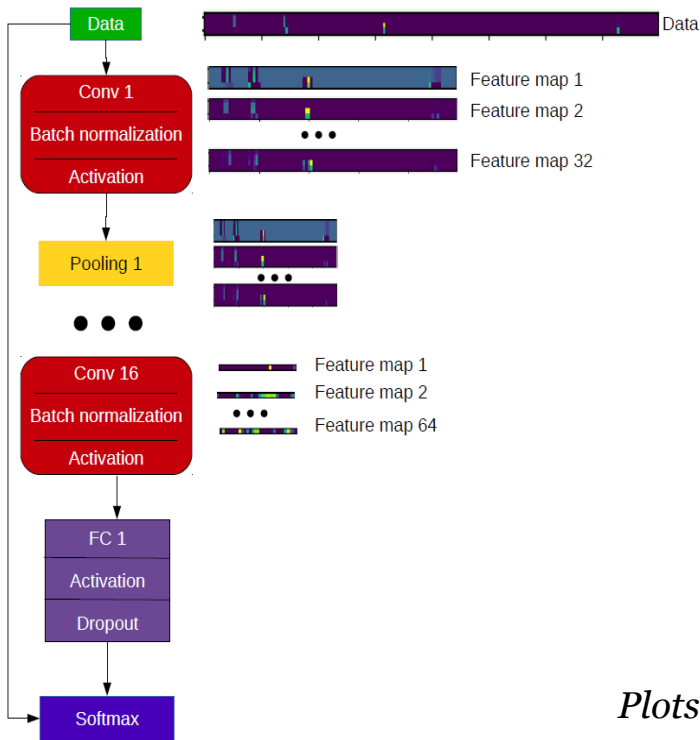 Data
Data
Conv 1
Batch normalization
Activation
Feature map 1
Feature map 2
Feature map 32
Pooling 1
Conv 16
Batch normalization
Activation
Feature map 1
Feature map 2
Feature map 64
FC 1
Activation
Dropout
Softmax
Plots